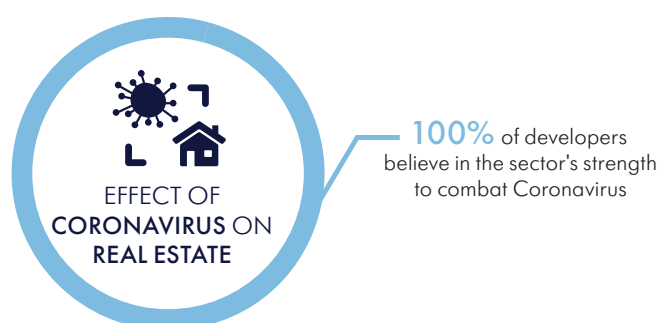 EFFECT OF
CORONAVIRUS ON
REAL ESTATE
100% of developers
believe in the sector's strength
to combat Coronavirus